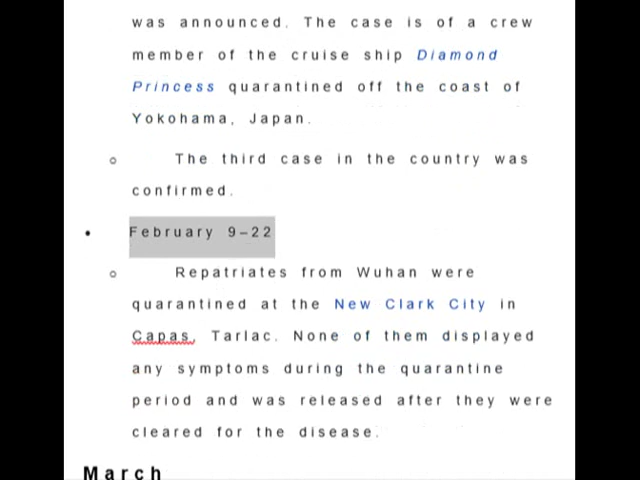 was announced. The case is of a crew
member of the cruise ship Diamond
Princess quarantined off the coast of
Yokohama, Japan.
o The third case in the country was
confirmed.
• February 9–22
o Repatriates from Wuhan were
quarantined at the New Clark City in
Capas, Tarlac. None of them displayed
any symptoms during the quarantine
period and was released after they were
cleared for the disease.
March